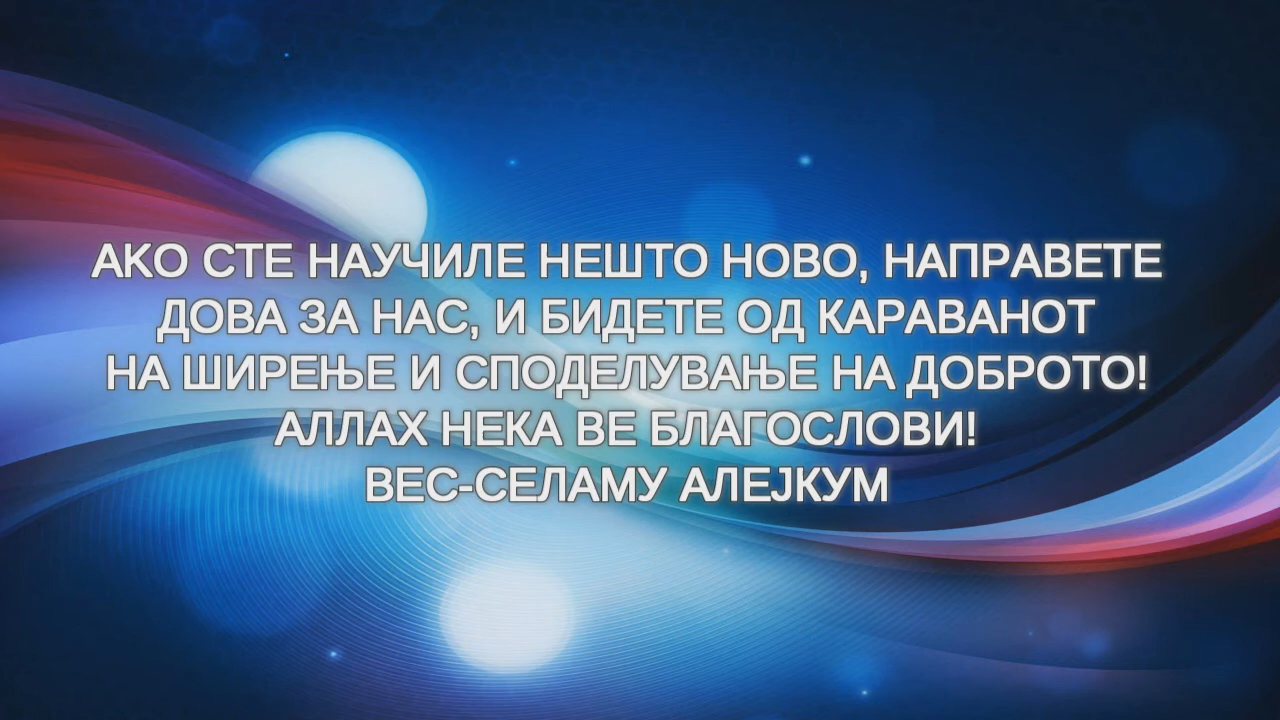 АКО СТЕ НАУЧИЛЕ НЕШТО НОВО, НАПРАВЕТЕ
ДОВА ЗА НАС, И БИДЕТЕ ОД КАРАВАНОТ
НА ШИРЕЊЕ И СПОДЕЛУВАЊЕ НА ДОБРОТО!
АЛЛАХ НЕКА ВЕ БЛАГОСЛОВИ!
ВЕС-СЕЛАМУ АЛЕЈКУМ